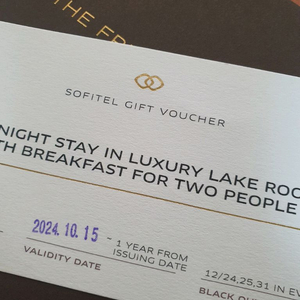 THE FR
SOFITEL GIFT VOUCHER
NIGHT STAY IN LUXURY LAKE ROO
TH BREAKFAST FOR TWO PEOPLE
2024.10.15 ~ 1 YEAR FROM
ISSUING DATE
VALIDITY DATE
12/24,25,31 IN EV
BLACK OU